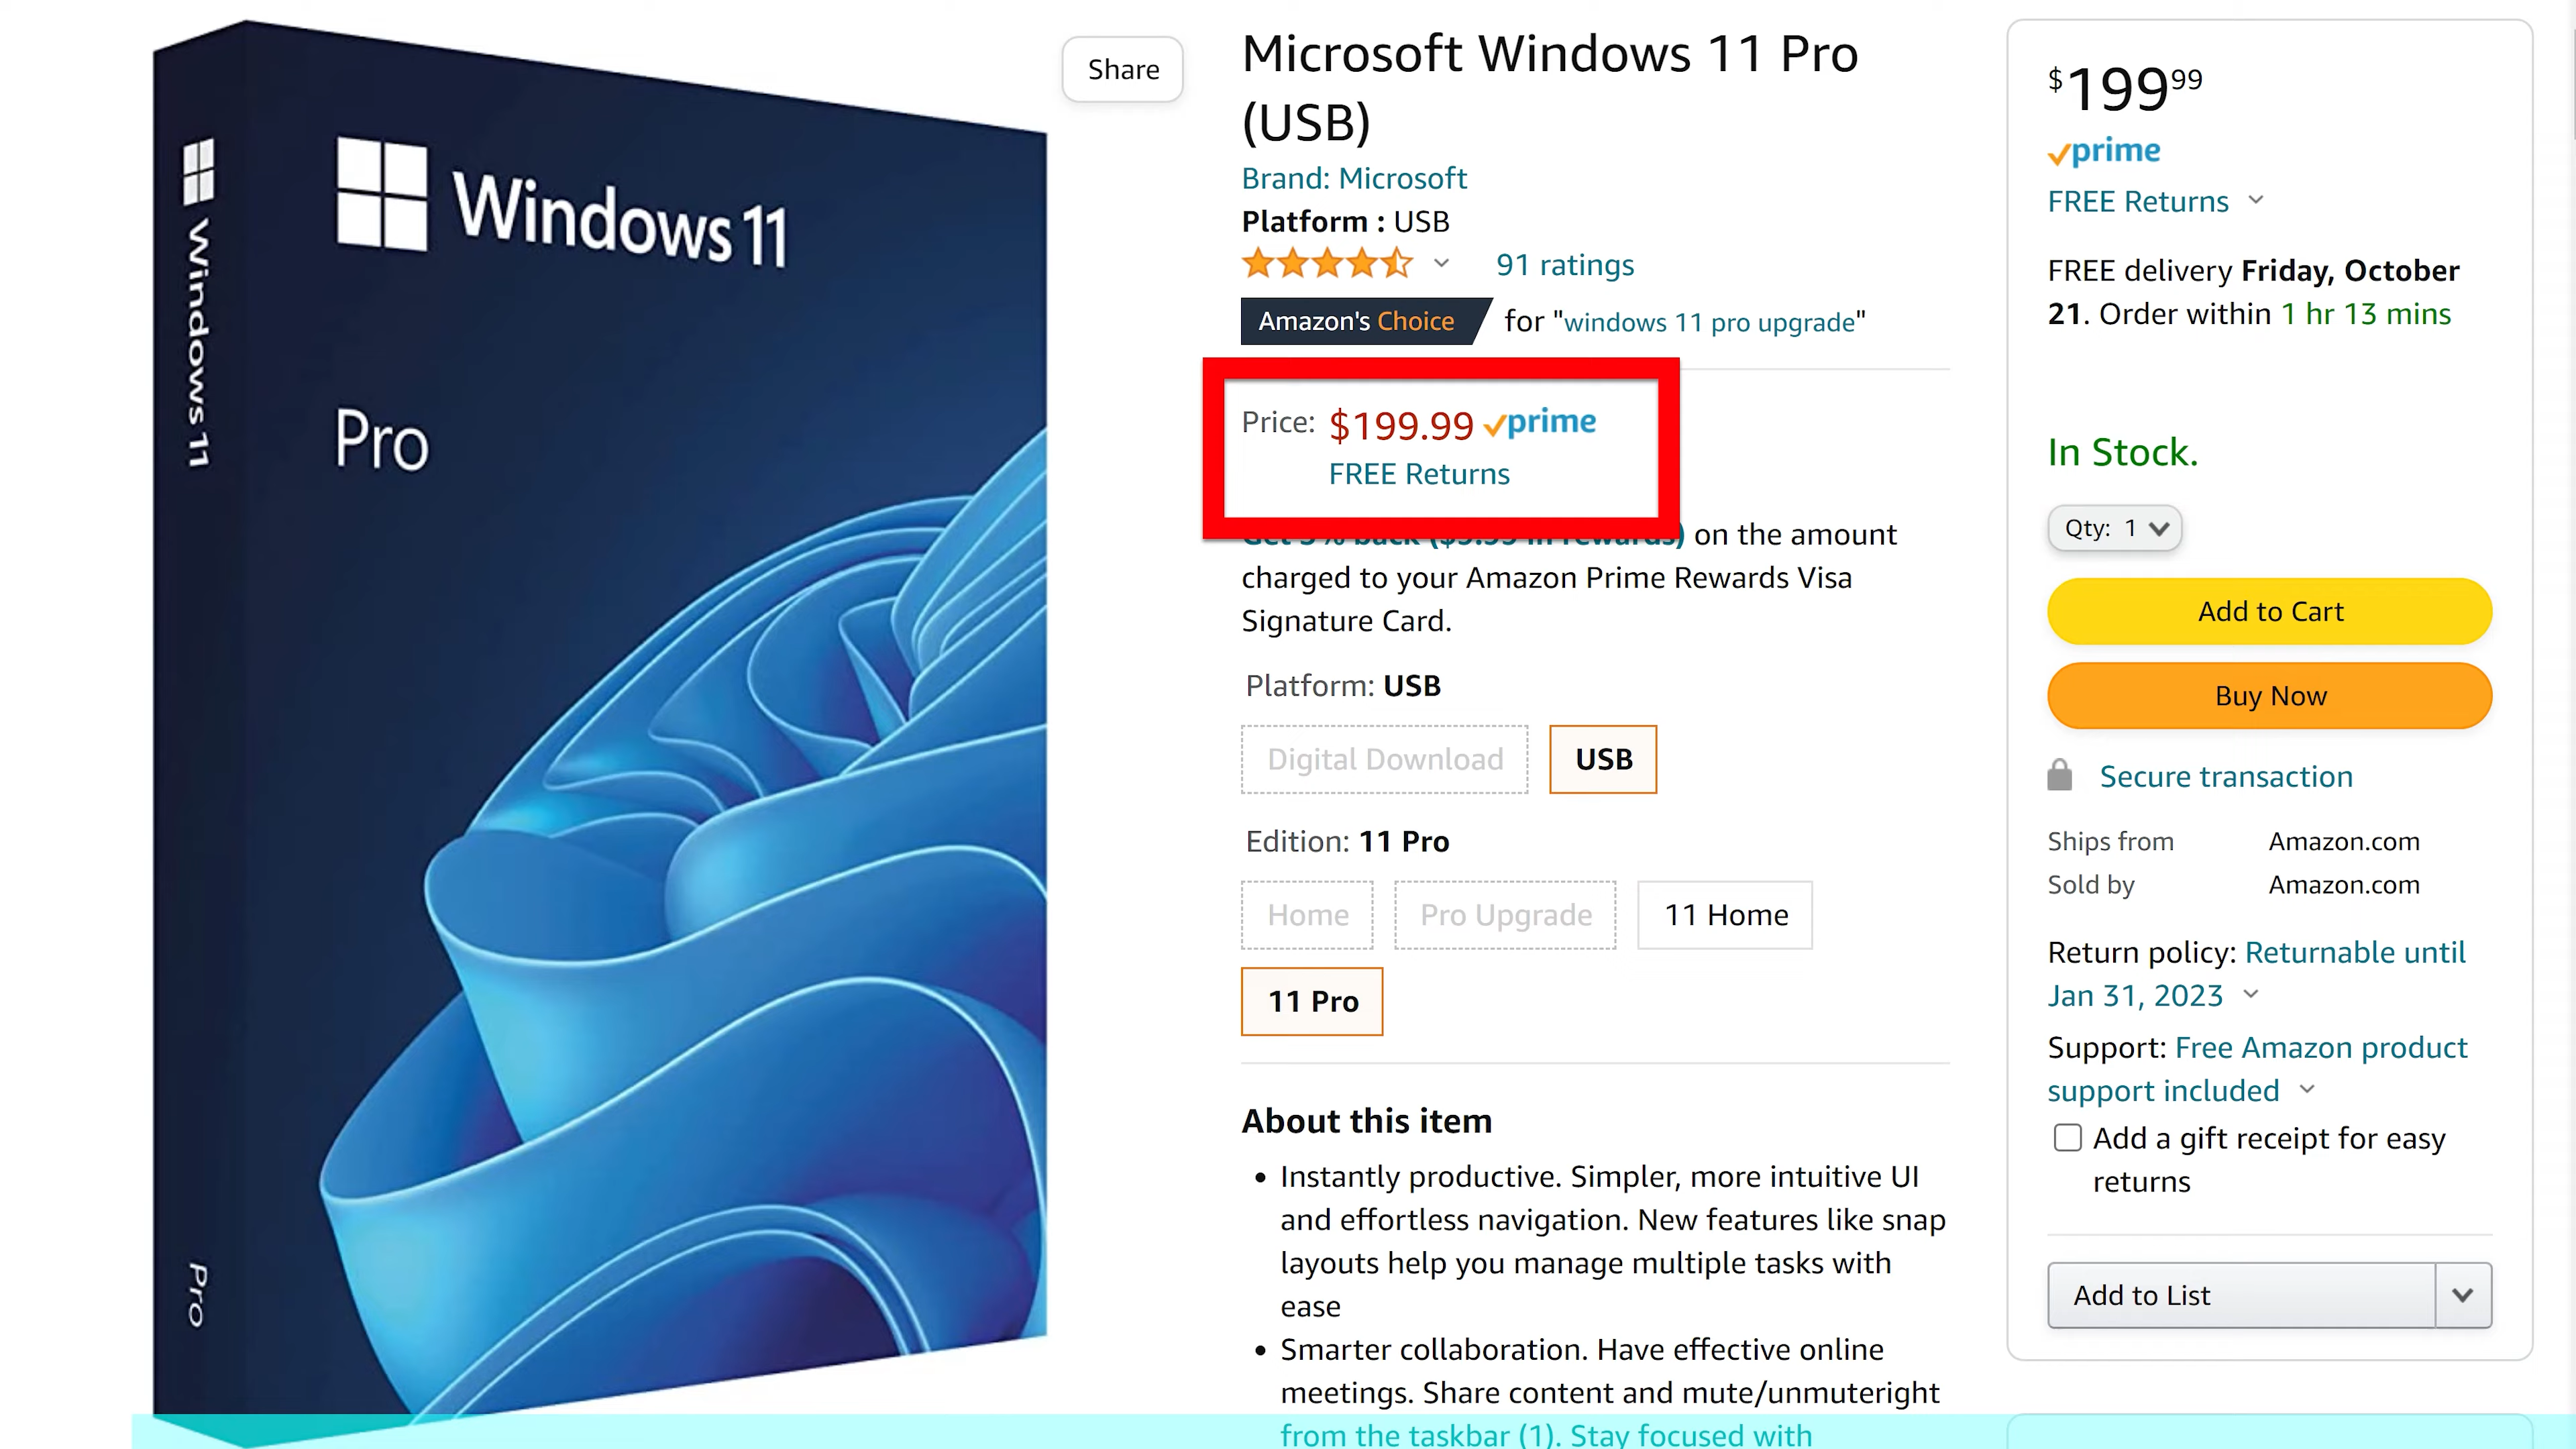 Windows 11
Pro
Windows 11
Pro
Share
Microsoft Windows 11 Pro
(USB)
Brand: Microsoft
Platform : USB
91 ratings
Amazon's Choice for "windows 11 pro upgrade"
Price: $199.99 prime
FREE Returns
on the amount
charged to your Amazon Prime Rewards Visa
Signature Card.
Platform: USB
Digital Download USB
Edition: 11 Pro
Home Pro Upgrade 11 Home
11 Pro
About this item
• Instantly productive. Simpler, more intuitive UI
and effortless navigation. New features like snap
layouts help you manage multiple tasks with
ease
• Smarter collaboration. Have effective online
meetings. Share content and mute/unmuteright
from the taskbar (1). Stay focused with
$199.99
prime
FREE Returns
FREE delivery Friday, October
21. Order within 1 hr 13 mins
In Stock.
Qty: 1
Add to Cart
Buy Now
Secure transaction
Ships from Amazon.com
Sold by Amazon.com
Return policy: Returnable until
Jan 31, 2023
Support: Free Amazon product
support included
Add a gift receipt for easy
returns
Add to List